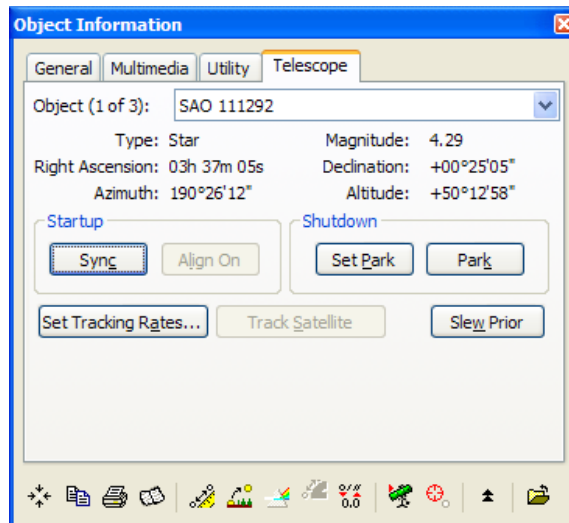 Object Information
General Multimedia Utility Telescope
Object (1 of 3): SAO 111292
Type: Star Magnitude: 4.29
Right Ascension: 03h 37m 05s Declination: +00°25'05"
Azimuth: 190°26'12" Altitude: +50°12'58"
Startup Shutdown
Sync Align On Set Park Park
Set Tracking Rates... Track Satellite Slew Prior
0.0